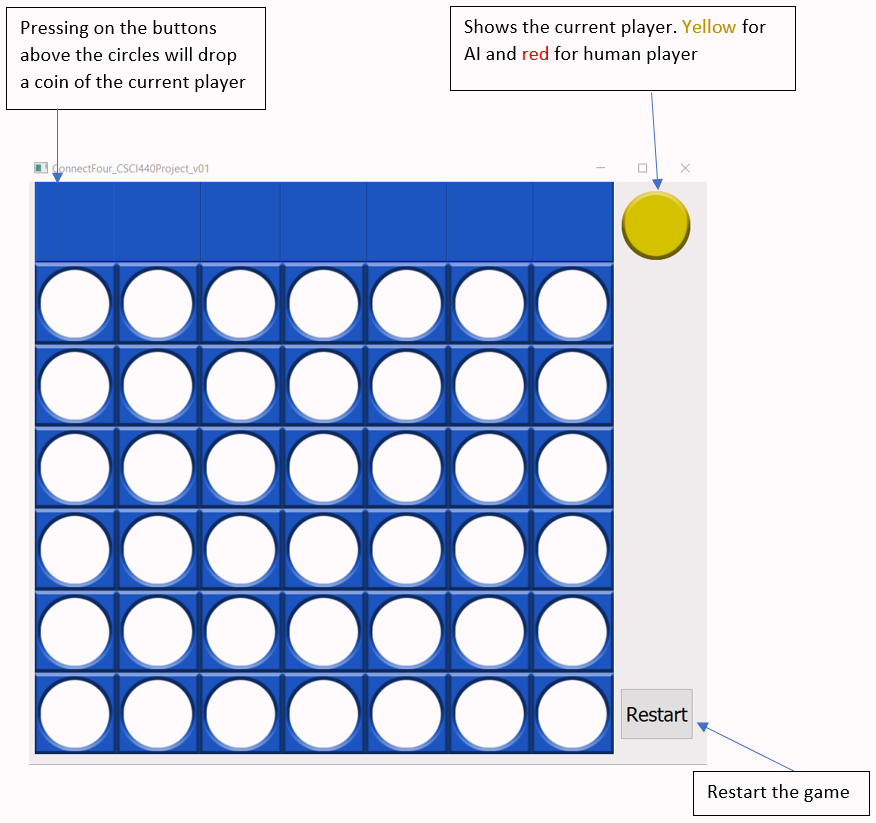 Pressing on the buttons
above the circles will drop
a coin of the current player
Shows the current player. Yellow for
AI and red for human player
ConnectFour_CSCI440Project_v01
Restart
Restart the game